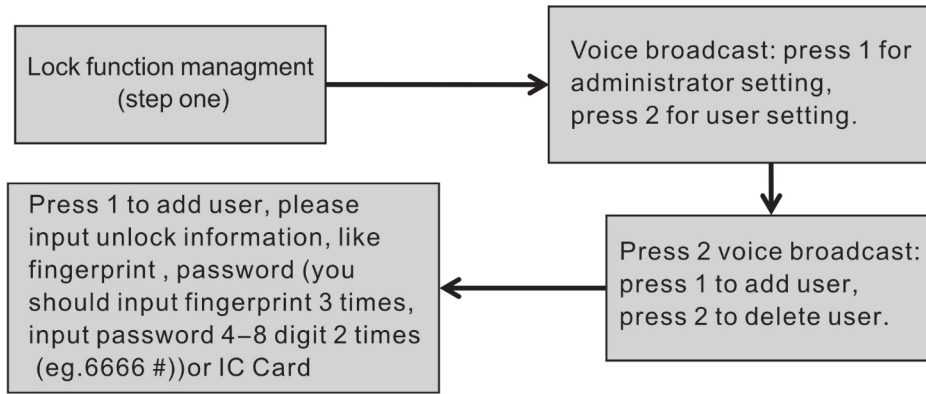 Lock function managment
(step one)
Voice broadcast: press 1 for
administrator setting,
press 2 for user setting.
Press 2 voice broadcast:
press 1 to add user,
press 2 to delete user.
Press 1 to add user, please
input unlock information, like
fingerprint , password (you
should input fingerprint 3 times,
input password 4–8 digit 2 times
(eg.6666 #))or IC Card